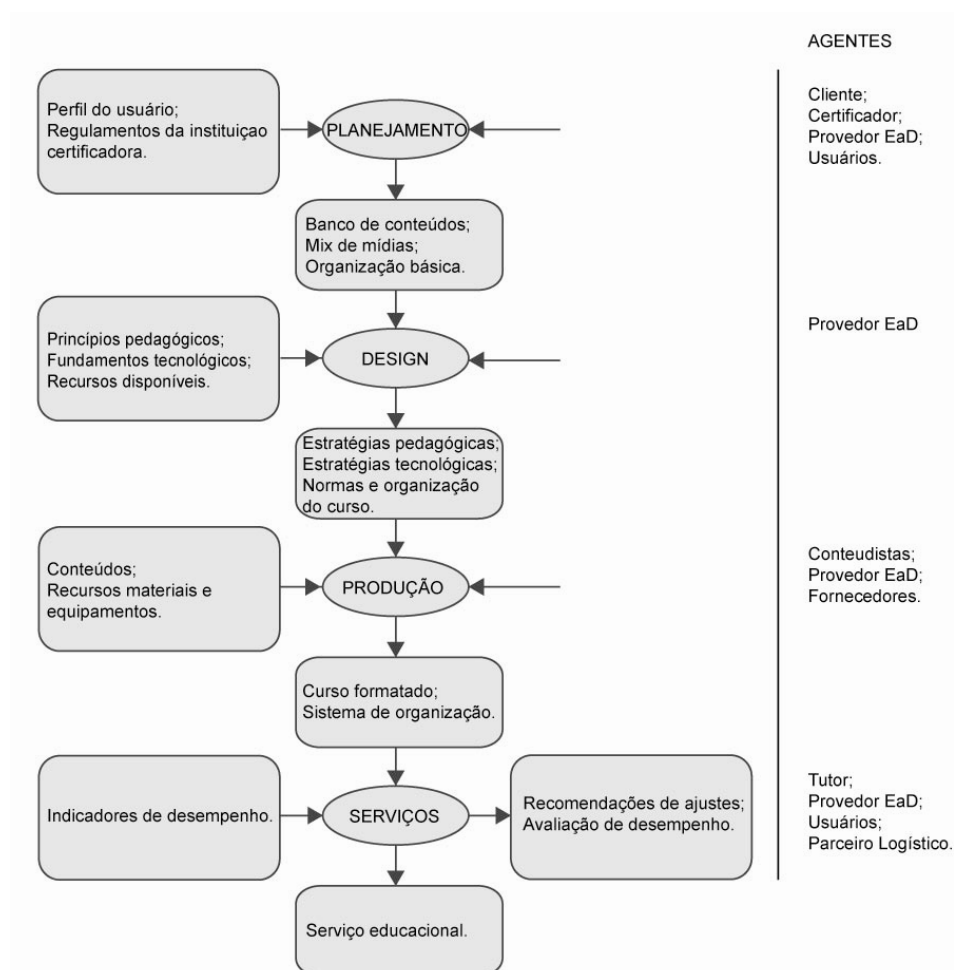 AGENTES
Perfil do usuário;
Regulamentos da instituiçao
certificadora.
PLANEJAMENTO
Cliente;
Certificador;
Provedor EaD;
Usuários.
Banco de conteúdos;
Mix de mídias;
Organização básica.
Princípios pedagógicos;
Fundamentos tecnológicos;
Recursos disponíveis.
DESIGN
Provedor EaD
Estratégias pedagógicas;
Estratégias tecnológicas;
Normas e organização
do curso.
Conteúdos;
Recursos materiais e
equipamentos.
PRODUÇÃO
Conteudistas;
Provedor EaD;
Fornecedores.
Curso formatado;
Sistema de organização.
Indicadores de desempenho.
SERVIÇOS
Recomendações de ajustes;
Avaliação de desempenho.
Tutor;
Provedor EaD;
Usuários;
Parceiro Logístico.
Serviço educacional.